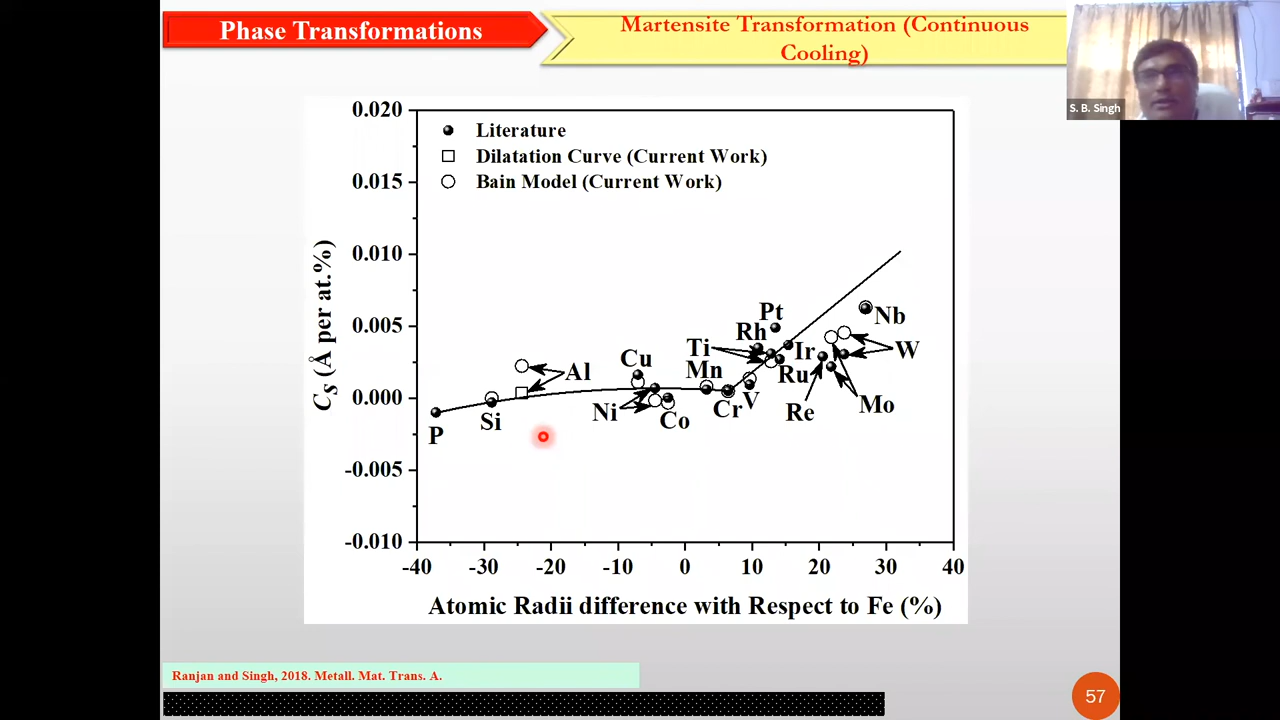 Phase Transformations
Martensite Transformation (Continuous
Cooling)
S. B. Singh
0.020
0.015
0.010
0.005
0.000
-0.005
-0.010
Cs (Å per at.%)
Literature
Dilatation Curve (Current Work)
Bain Model (Current Work)
Pt
Nb
Rh
Ti
Ir
W
Cu
Mn
Al
Ru
Ni
Co
Cr
V
Re
Mo
Si
P
-40 -30 -20 -10 0 10 20 30 40
Atomic Radii difference with Respect to Fe (%)
Ranjan and Singh, 2018. Metall. Mat. Trans. A.
57